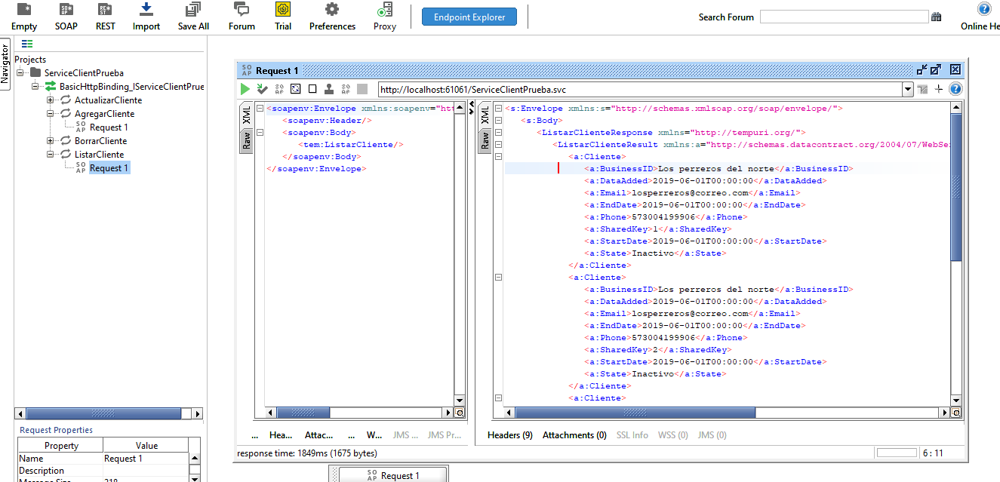 Empty SOAP REST Import Save All Forum Trial Preferences Proxy Endpoint Explorer Search Forum Online He
Navigator
Projects
ServiceClientPrueba
BasicHttpBinding_IServiceClientPrue
ActualizarCliente
AgregarCliente
SO AP Request 1
BorrarCliente
ListarCliente
SO AP Request 1
Request Properties
Property Value
Name Request 1
Description
Message Size 218
SO AP Request 1
http://localhost:61061/ServiceClientPrueba.svc
XML
Raw
<soapenv:Envelope xmlns:soapenv="htt
<soapenv:Header/>
<soapenv:Body>
<tem:ListarCliente/>
</soapenv:Body>
</soapenv:Envelope>
... Hea... Attac... ... W... JMS ... JMS Pr...
XML
Raw
<s:Envelope xmlns:s="http://schemas.xmlsoap.org/soap/envelope/">
<s:Body>
<ListarClienteResponse xmlns="http://tempuri.org/">
<ListarClienteResult xmlns:a="http://schemas.datacontract.org/2004/07/WebSer
<a:Cliente>
<a:BusinessID>Los perreros del norte</a:BusinessID>
<a:DataAdded>2019-06-01T00:00:00</a:DataAdded>
<a:Email>losperreros@correo.com</a:Email>
<a:EndDate>2019-06-01T00:00:00</a:EndDate>
<a:Phone>573004199906</a:Phone>
<a:SharedKey>1</a:SharedKey>
<a:StartDate>2019-06-01T00:00:00</a:StartDate>
<a:State>Inactivo</a:State>
</a:Cliente>
<a:Cliente>
<a:BusinessID>Los perreros del norte</a:BusinessID>
<a:DataAdded>2019-06-01T00:00:00</a:DataAdded>
<a:Email>losperreros@correo.com</a:Email>
<a:EndDate>2019-06-01T00:00:00</a:EndDate>
<a:Phone>573004199906</a:Phone>
<a:SharedKey>2</a:SharedKey>
<a:StartDate>2019-06-01T00:00:00</a:StartDate>
<a:State>Inactivo</a:State>
</a:Cliente>
<a:Cliente>
Headers (9) Attachments (0) SSL Info WSS (0) JMS (0)
response time: 1849ms (1675 bytes) 6 : 11
SO AP Request 1